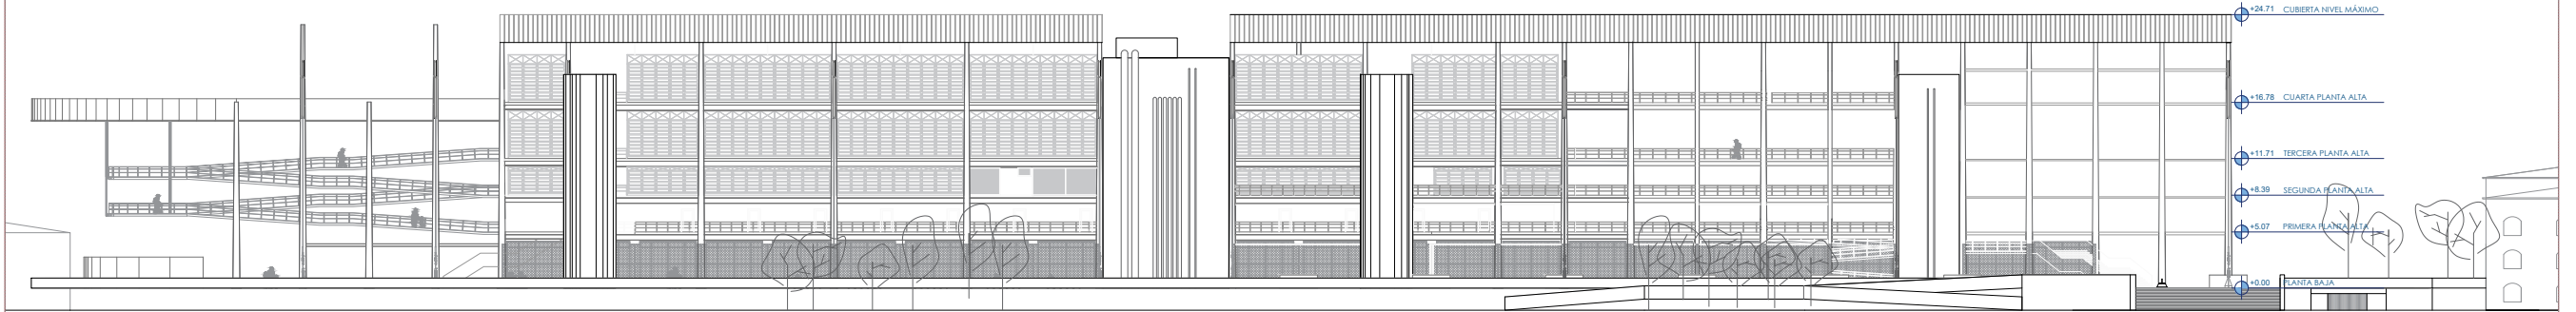 +24.71 CUBIERTA NIVEL MÁXIMO
+16.78 CUARTA PLANTA ALTA
+11.71 TERCERA PLANTA ALTA
+8.39 SEGUNDA PLANTA ALTA
+5.07 PRIMERA PLANTA ALTA
+0.00 PLANTA BAJA